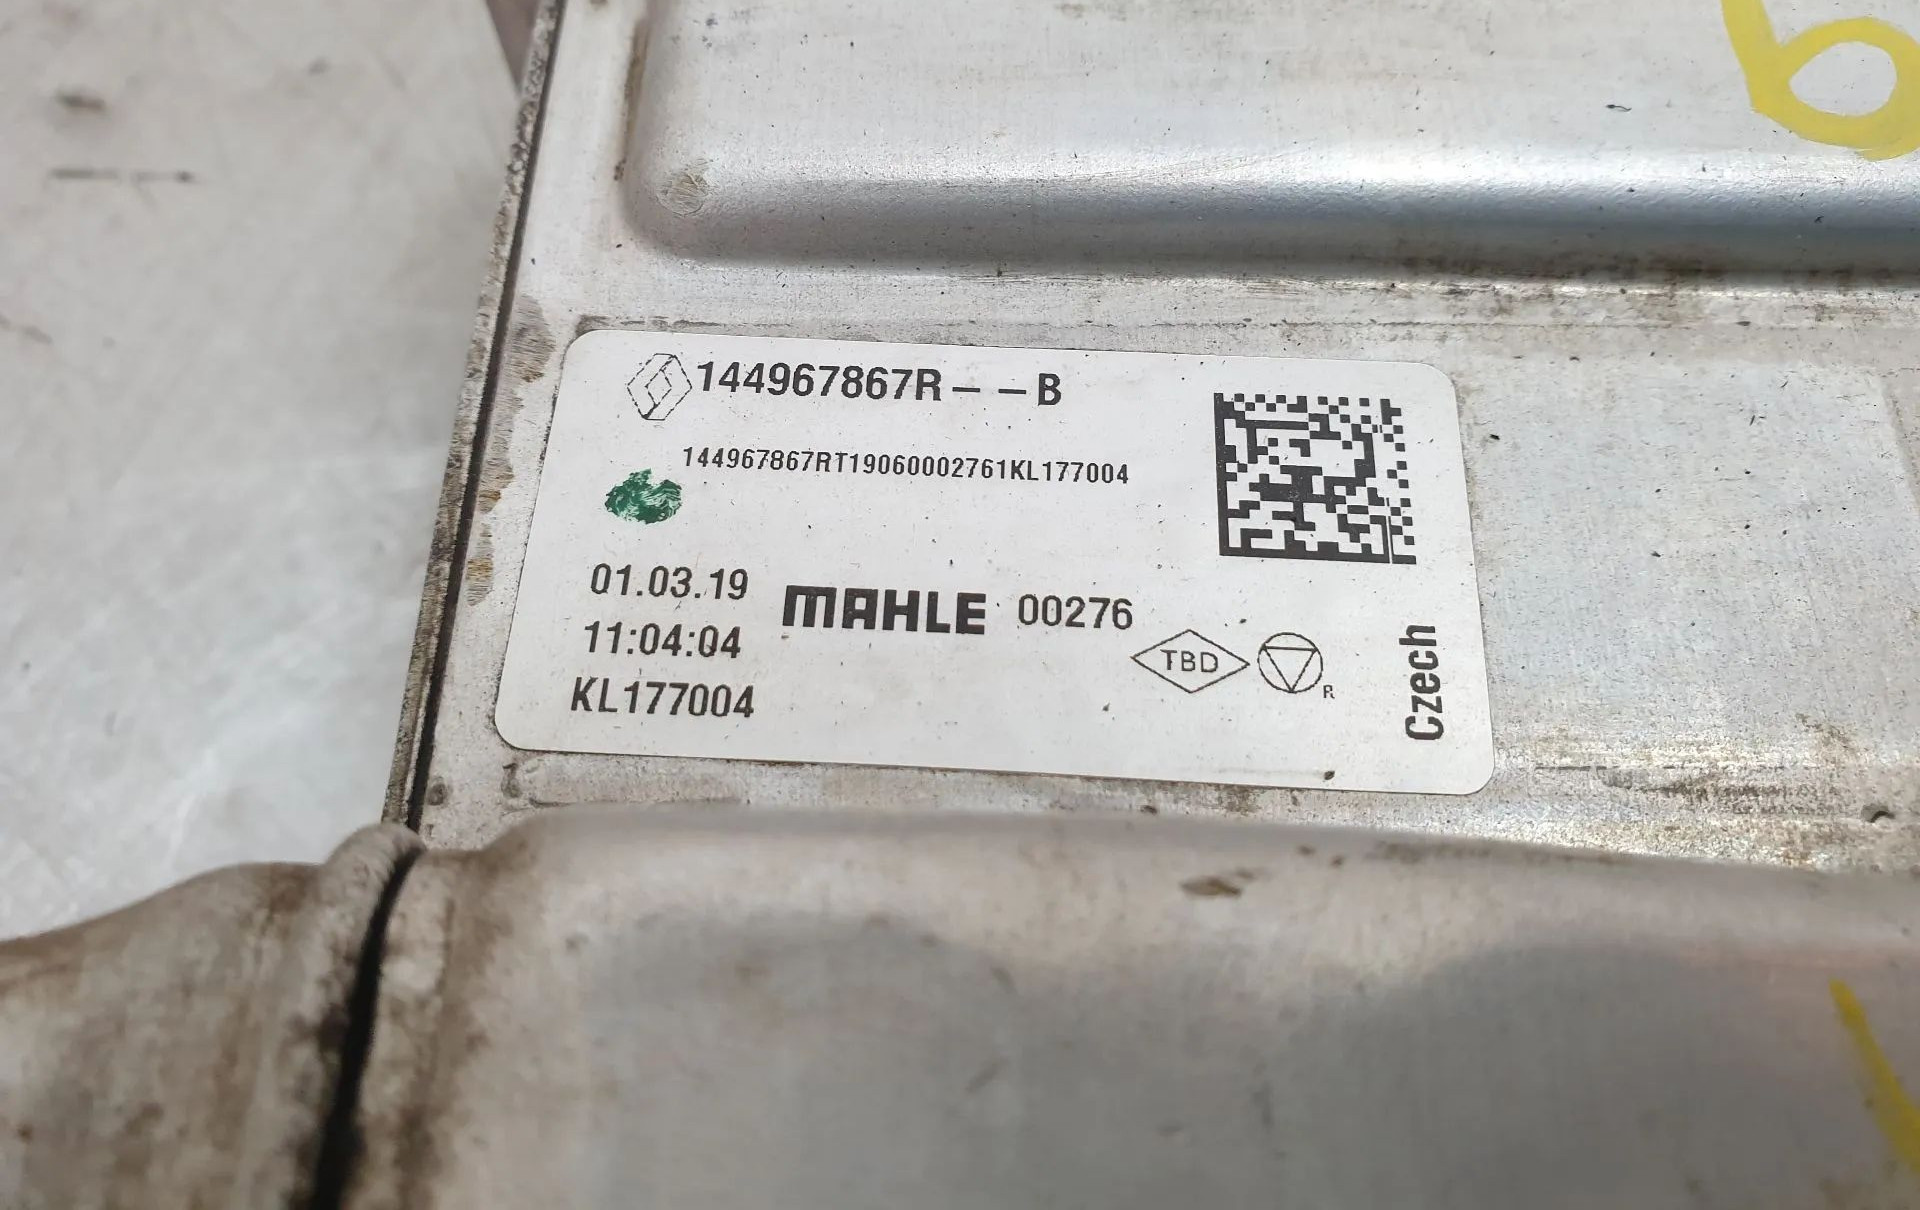 144967867R--B
144967867RT19060002761KL177004
01.03.19
11:04:04
KL177004
MAHLE 00276
TBD
R
Czech